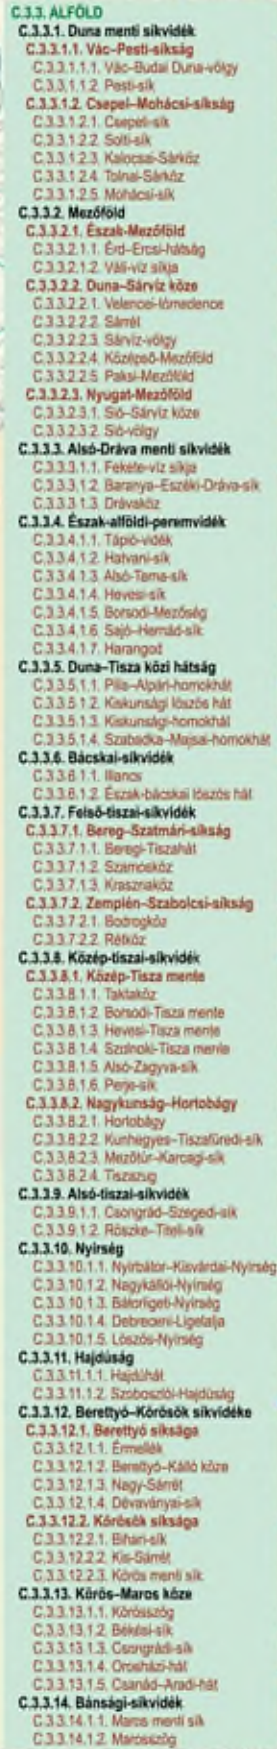 C.3.3. ALFÖLD
C.3.3.1. Duna menti síkvidék
C.3.3.1.1. Vác–Pesti-síkság
C.3.3.1.1.1. Vác–Budai Duna-völgy
C.3.3.1.1.2. Pesti-sík
C.3.3.1.2. Csepel–Mohácsi-síkság
C.3.3.1.2.1. Csepeli-sík
C.3.3.1.2.2. Solti-sík
C.3.3.1.2.3. Kalocsai-Sárköz
C.3.3.1.2.4. Tolnai-Sárköz
C.3.3.1.2.5. Mohácsi-sík
C.3.3.2. Mezőföld
C.3.3.2.1. Észak-Mezőföld
C.3.3.2.1.1. Érd–Ercsi-hátság
C.3.3.2.1.2. Váli-víz síkja
C.3.3.2.2. Duna–Sárvíz köze
C.3.3.2.2.1. Velencei-tómedence
C.3.3.2.2.2. Sárrét
C.3.3.2.2.3. Sárvíz-völgy
C.3.3.2.2.4. Középső-Mezőföld
C.3.3.2.2.5. Paksi-Mezőföld
C.3.3.2.3. Nyugat-Mezőföld
C.3.3.2.3.1. Sió–Sárvíz köze
C.3.3.2.3.2. Sió-völgy
C.3.3.3. Alsó-Dráva menti síkvidék
C.3.3.3.1.1. Fekete-víz síkja
C.3.3.3.1.2. Baranya–Eszéki-Dráva-sík
C.3.3.3.1.3. Drávaköz
C.3.3.4. Észak-alföldi-peremvidék
C.3.3.4.1.1. Tápió-vidék
C.3.3.4.1.2. Hatvani-sík
C.3.3.4.1.3. Alsó-Tarna-sík
C.3.3.4.1.4. Hevesi-sík
C.3.3.4.1.5. Borsodi-Mezőség
C.3.3.4.1.6. Sajó–Hernád-sík
C.3.3.4.1.7. Harangod
C.3.3.5. Duna–Tisza közi hátság
C.3.3.5.1.1. Pilis–Alpári-homokhát
C.3.3.5.1.2. Kiskunsági löszös hát
C.3.3.5.1.3. Kiskunsági-homokhát
C.3.3.5.1.4. Szabadka–Majsai-homokhát
C.3.3.6. Bácskai-síkvidék
C.3.3.6.1.1. Illancs
C.3.3.6.1.2. Észak-bácskai löszös hát
C.3.3.7. Felső-tiszai-síkvidék
C.3.3.7.1. Bereg–Szatmári-síkság
C.3.3.7.1.1. Beregi-Tiszahát
C.3.3.7.1.2. Szamosköz
C.3.3.7.1.3. Krasznaköz
C.3.3.7.2. Zemplén–Szabolcsi-síkság
C.3.3.7.2.1. Bodrogköz
C.3.3.7.2.2. Rétköz
C.3.3.8. Közép-tiszai-síkvidék
C.3.3.8.1. Közép-Tisza mente
C.3.3.8.1.1. Taktaköz
C.3.3.8.1.2. Borsodi-Tisza mente
C.3.3.8.1.3. Hevesi-Tisza mente
C.3.3.8.1.4. Szolnoki-Tisza mente
C.3.3.8.1.5. Alsó-Zagyva-sík
C.3.3.8.1.6. Perje-sík
C.3.3.8.2. Nagykunság–Hortobágy
C.3.3.8.2.1. Hortobágy
C.3.3.8.2.2. Kunhegyes–Tiszafüredi-sík
C.3.3.8.2.3. Mezőtúr–Karcagi-sík
C.3.3.8.2.4. Tiszazug
C.3.3.9. Alsó-tiszai-síkvidék
C.3.3.9.1.1. Csongrád–Szegedi-sík
C.3.3.9.1.2. Röszke–Titeli-sík
C.3.3.10. Nyírség
C.3.3.10.1.1. Nyírbátor–Kisvárdai-Nyírség
C.3.3.10.1.2. Nagykállói-Nyírség
C.3.3.10.1.3. Bátorligeti-Nyírség
C.3.3.10.1.4. Debreceni-Ligetalja
C.3.3.10.1.5. Löszös-Nyírség
C.3.3.11. Hajdúság
C.3.3.11.1.1. Hajdúhát
C.3.3.11.1.2. Szoboszlói-Hajdúság
C.3.3.12. Berettyó–Körösök síkvidéke
C.3.3.12.1. Berettyó síksága
C.3.3.12.1.1. Érmellék
C.3.3.12.1.2. Berettyó–Kálló köze
C.3.3.12.1.3. Nagy-Sárrét
C.3.3.12.1.4. Dévaványai-sík
C.3.3.12.2. Körösök síksága
C.3.3.12.2.1. Bihari-sík
C.3.3.12.2.2. Kis-Sárrét
C.3.3.12.2.3. Körös menti sík
C.3.3.13. Körös–Maros köze
C.3.3.13.1.1. Körösszög
C.3.3.13.1.2. Békési-sík
C.3.3.13.1.3. Csongrádi-sík
C.3.3.13.1.4. Orosházi-hát
C.3.3.13.1.5. Csanád–Aradi-hát
C.3.3.14. Bánsági-síkvidék
C.3.3.14.1.1. Maros menti sík
C.3.3.14.1.2. Marosszög